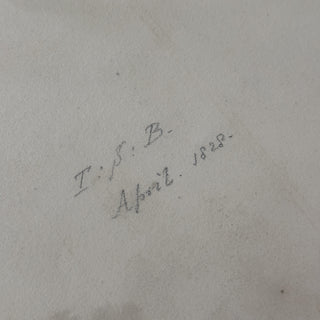 I : S : B.
April. 1828.